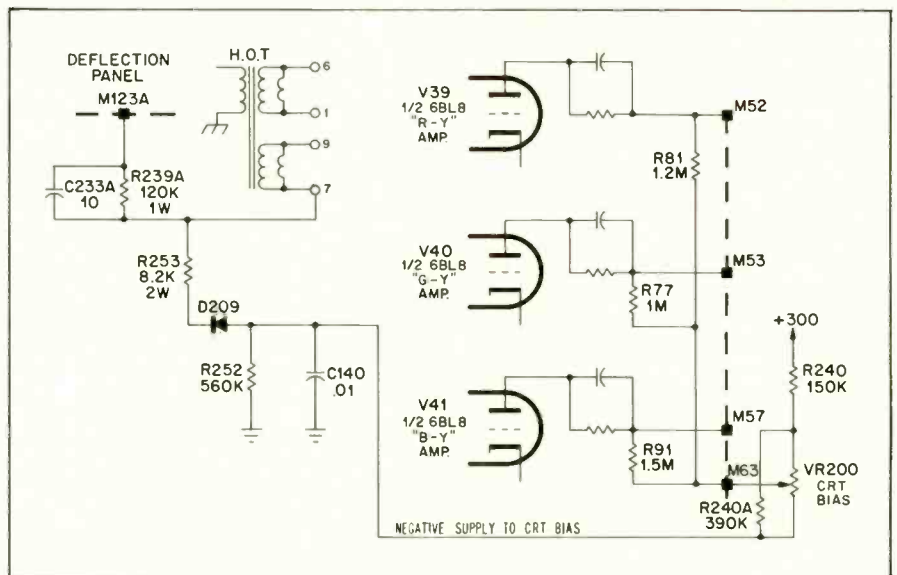 DEFLECTION
PANEL
M123A
H.O.T
6
1
9
7
C233A
10
R239A
120K
1W
R253
8.2K
2W
D209
R252
560K
C140
.01
V39
1/2 6BL8
"R-Y"
AMP.
V40
1/2 6BL8
"G-Y"
AMP.
V41
1/2 6BL8
"B-Y"
AMP.
M52
R81
1.2M
M53
R77
1M
+300
R240
150K
M57
R91
1.5M
M63
VR200
CRT
BIAS
R240A
390K
NEGATIVE SUPPLY TO CRT BIAS